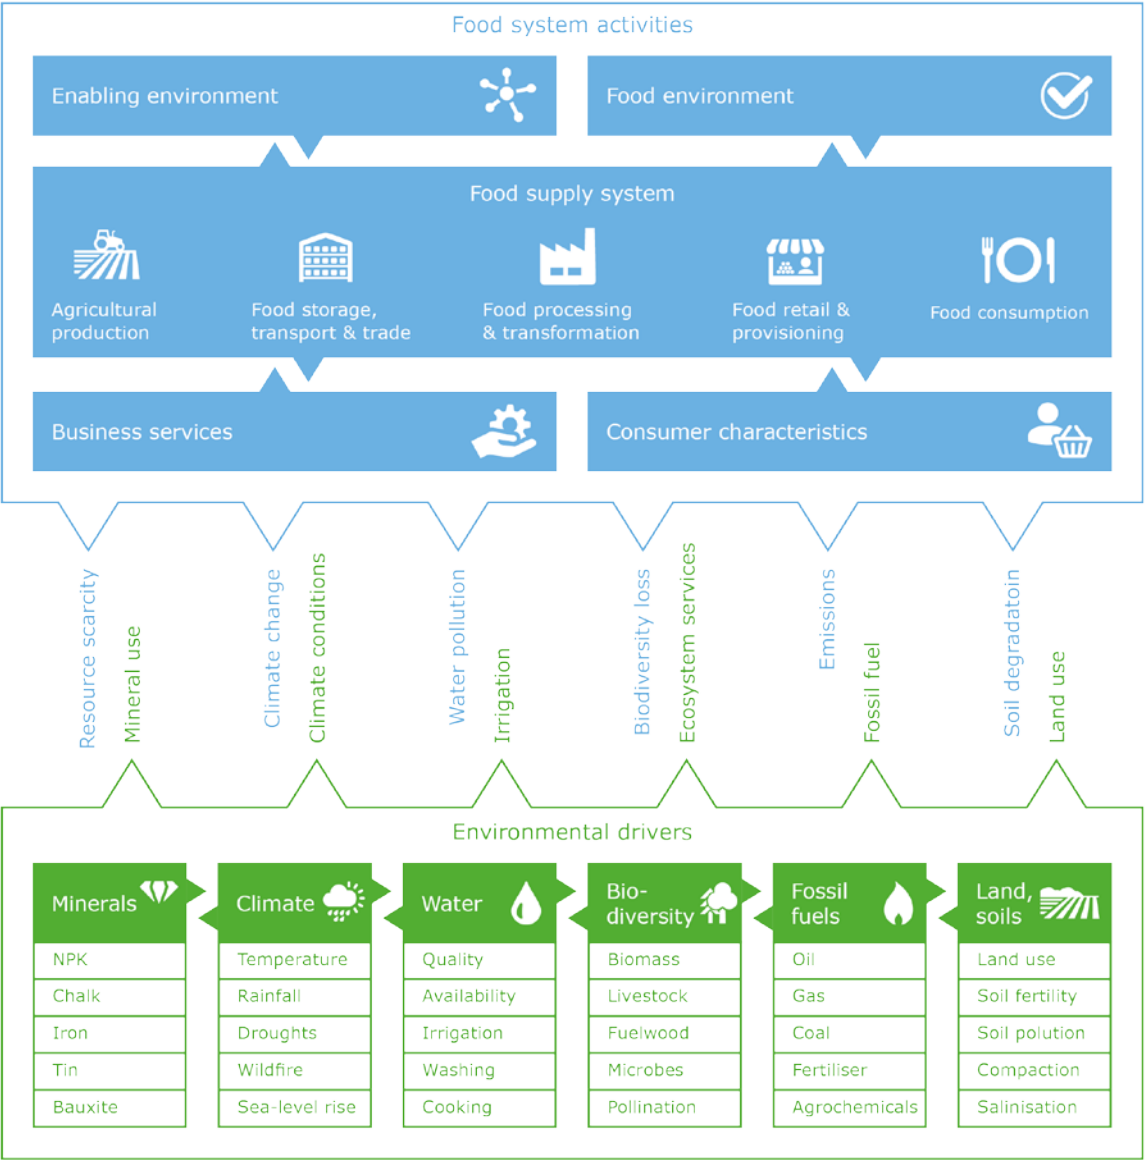 Food system activities
Enabling environment
Food environment
Food supply system
Agricultural
production
Food storage,
transport & trade
Food processing
& transformation
Food retail &
provisioning
Food consumption
Business services
Consumer characteristics
Resource scarcity
Mineral use
Climate change
Climate conditions
Water pollution
Irrigation
Biodiversity loss
Ecosystem services
Emissions
Fossil fuel
Soil degradatoin
Land use
Environmental drivers
Minerals
NPK
Chalk
Iron
Tin
Bauxite
Climate
Temperature
Rainfall
Droughts
Wildfire
Sea-level rise
Water
Quality
Availability
Irrigation
Washing
Cooking
Bio-
diversity
Biomass
Livestock
Fuelwood
Microbes
Pollination
Fossil
fuels
Oil
Gas
Coal
Fertiliser
Agrochemicals
Land,
soils
Land use
Soil fertility
Soil polution
Compaction
Salinisation